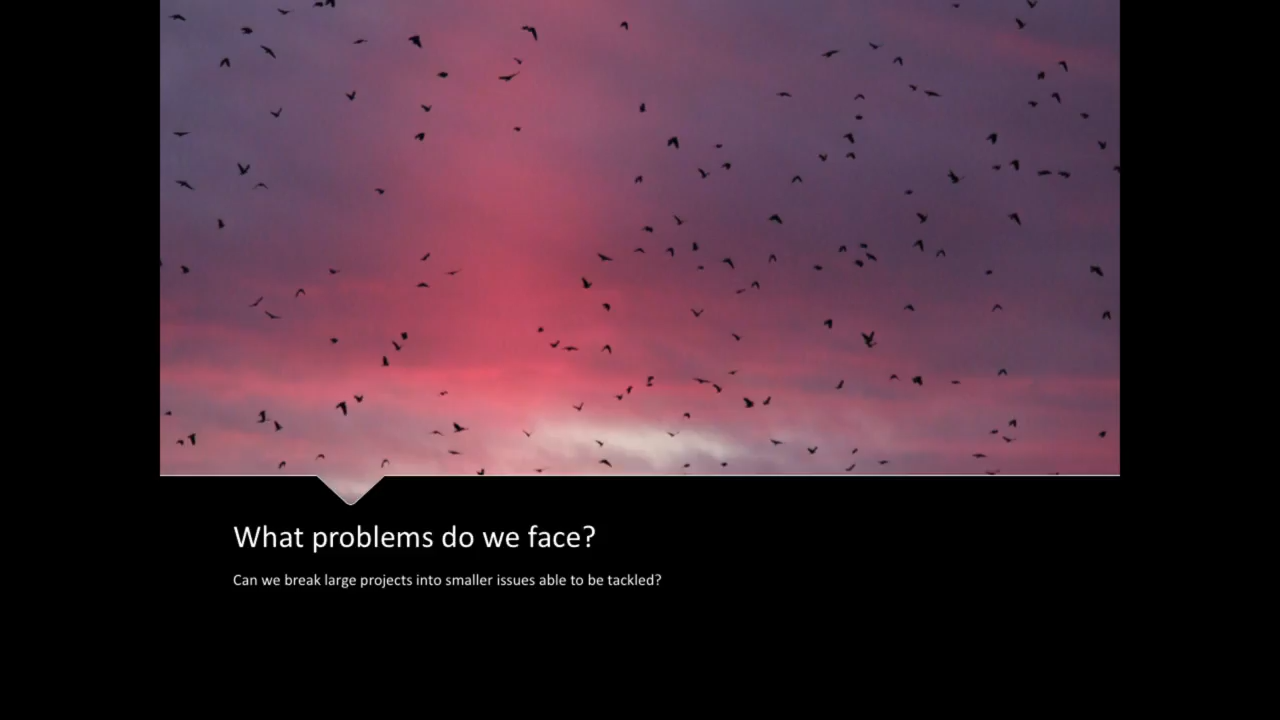 What problems do we face?
Can we break large projects into smaller issues able to be tackled?